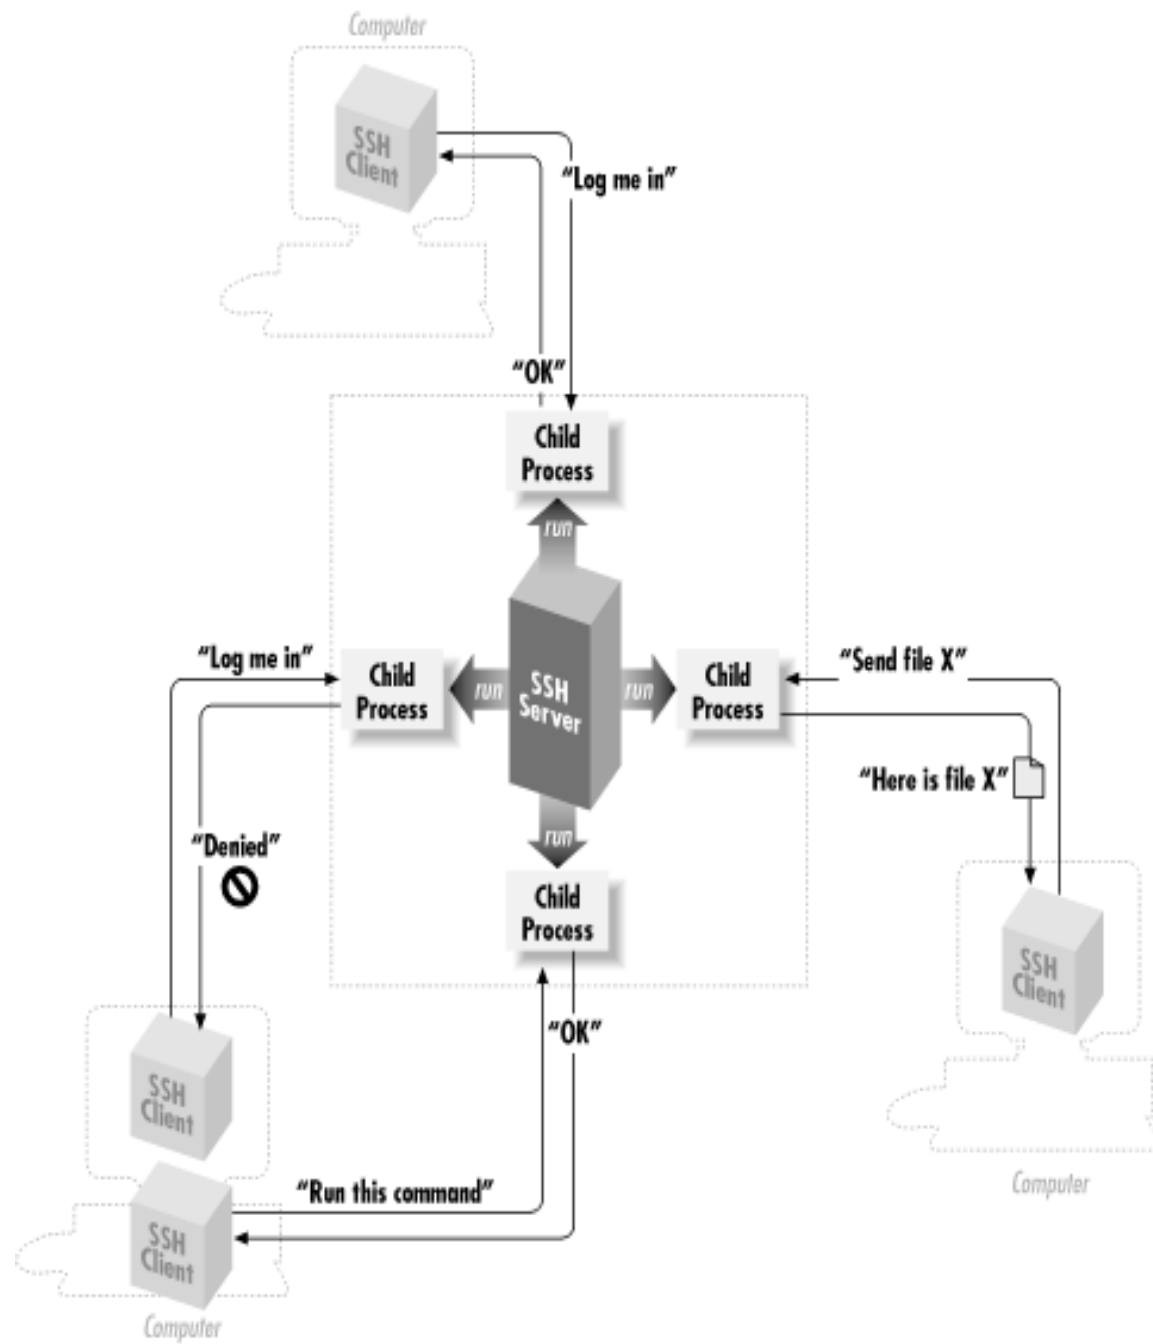 Computer
SSH
Client
“Log me in”
“OK”
Child
Process
run
“Log me in”
Child
Process
run
SSH
Server
run
Child
Process
“Send file X”
“Here is file X”
“Denied”
run
Child
Process
SSH
Client
“OK”
SSH
Client
“Run this command”
SSH
Client
Computer
Computer